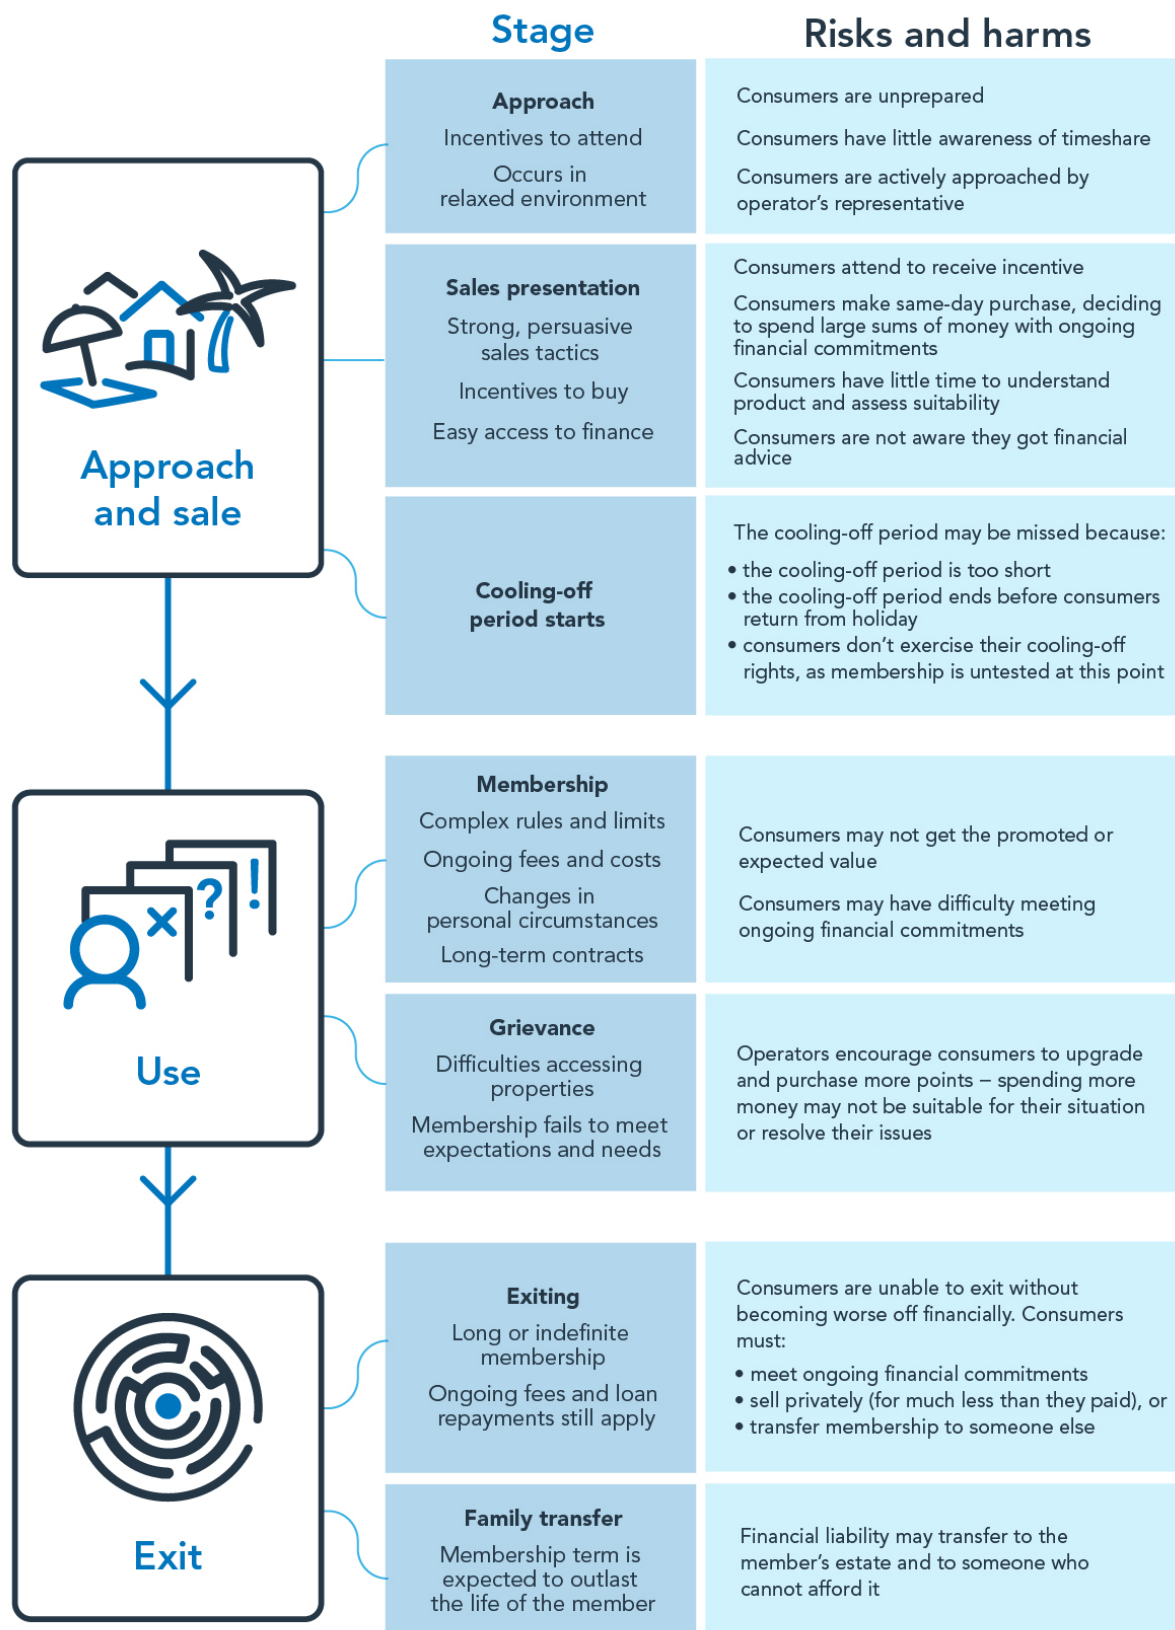 Stage
Risks and harms
Approach
and sale
Approach
Incentives to attend
Occurs in
relaxed environment
Consumers are unprepared
Consumers have little awareness of timeshare
Consumers are actively approached by
operator’s representative
Sales presentation
Strong, persuasive
sales tactics
Incentives to buy
Easy access to finance
Consumers attend to receive incentive
Consumers make same-day purchase, deciding
to spend large sums of money with ongoing
financial commitments
Consumers have little time to understand
product and assess suitability
Consumers are not aware they got financial
advice
Cooling-off
period starts
The cooling-off period may be missed because:
• the cooling-off period is too short
• the cooling-off period ends before consumers
return from holiday
• consumers don’t exercise their cooling-off
rights, as membership is untested at this point
× ? !
Use
Membership
Complex rules and limits
Ongoing fees and costs
Changes in
personal circumstances
Long-term contracts
Consumers may not get the promoted or
expected value
Consumers may have difficulty meeting
ongoing financial commitments
Grievance
Difficulties accessing
properties
Membership fails to meet
expectations and needs
Operators encourage consumers to upgrade
and purchase more points – spending more
money may not be suitable for their situation
or resolve their issues
Exit
Exiting
Long or indefinite
membership
Ongoing fees and loan
repayments still apply
Consumers are unable to exit without
becoming worse off financially. Consumers
must:
• meet ongoing financial commitments
• sell privately (for much less than they paid), or
• transfer membership to someone else
Family transfer
Membership term is
expected to outlast
the life of the member
Financial liability may transfer to the
member’s estate and to someone who
cannot afford it